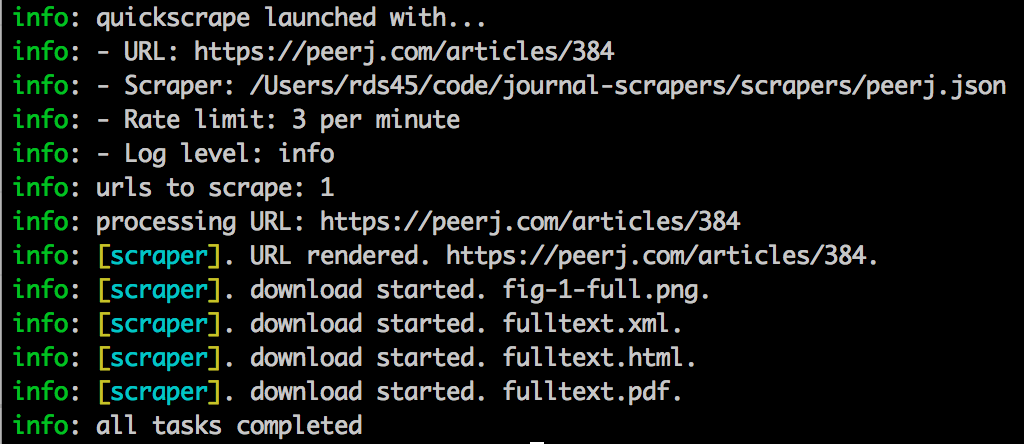 info: quickscrape launched with...
info: - URL: https://peerj.com/articles/384
info: - Scraper: /Users/rds45/code/journal-scrapers/scrapers/peerj.json
info: - Rate limit: 3 per minute
info: - Log level: info
info: urls to scrape: 1
info: processing URL: https://peerj.com/articles/384
info: [scraper]. URL rendered. https://peerj.com/articles/384.
info: [scraper]. download started. fig-1-full.png.
info: [scraper]. download started. fulltext.xml.
info: [scraper]. download started. fulltext.html.
info: [scraper]. download started. fulltext.pdf.
info: all tasks completed